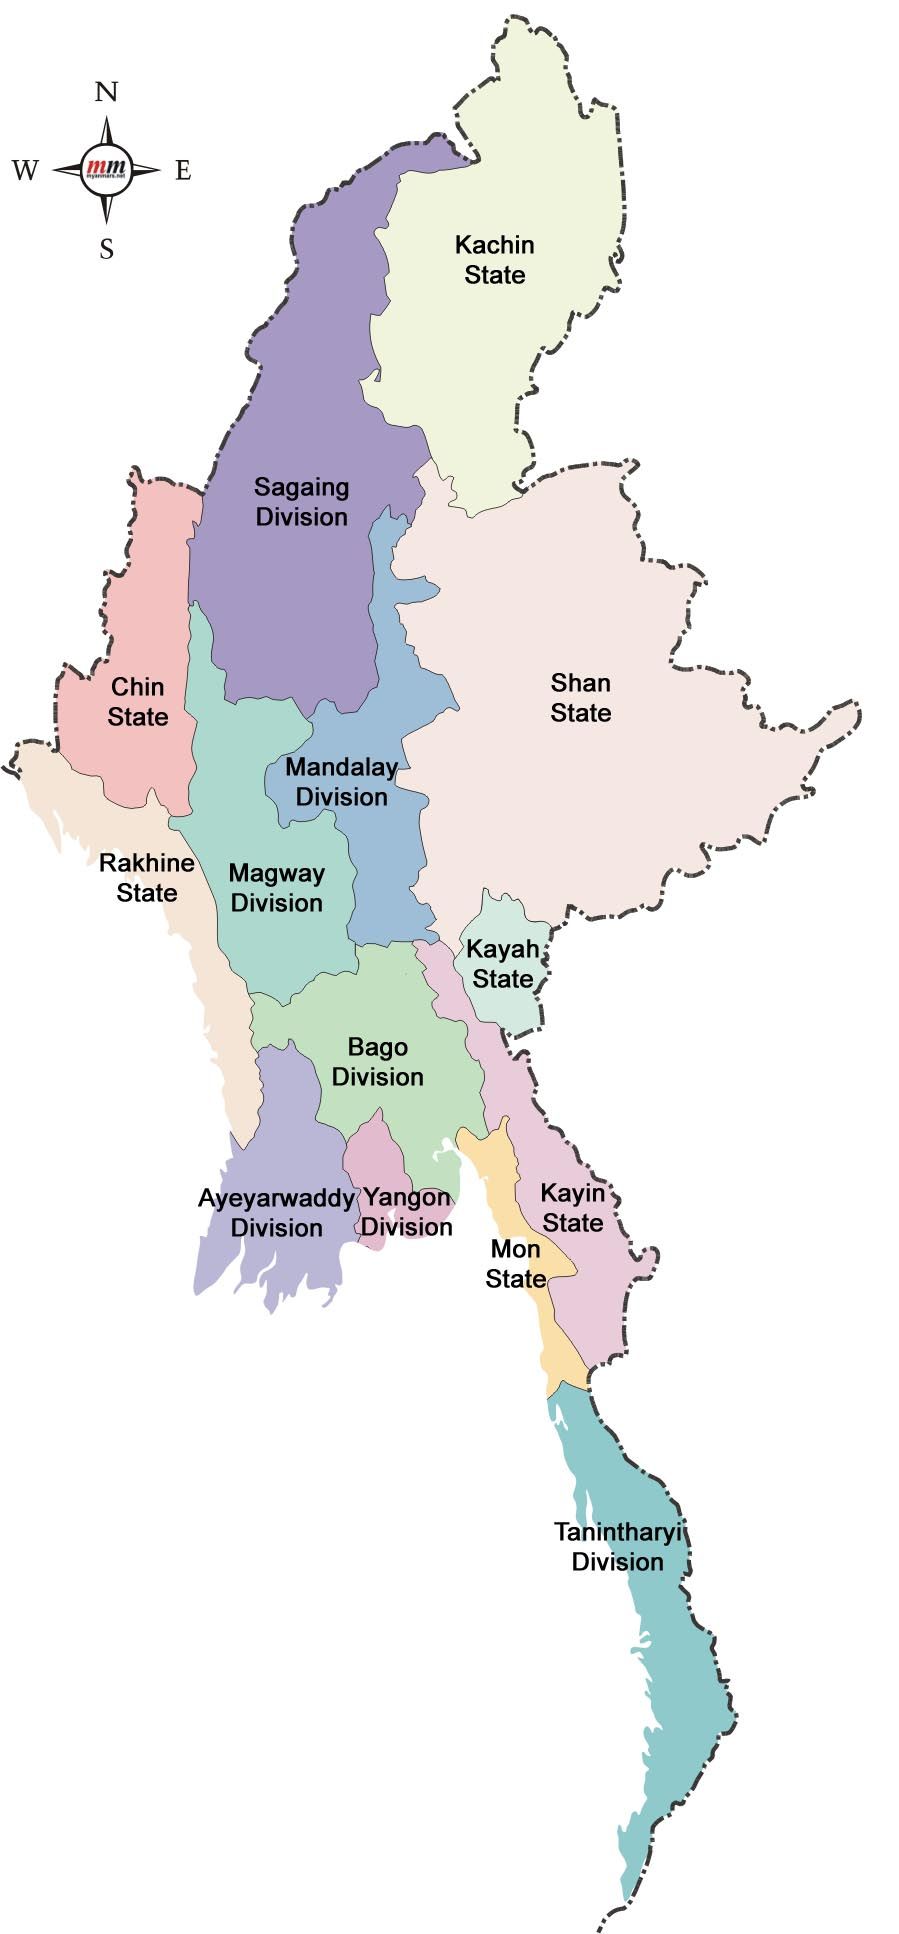 N
W
mm
myanmars.net
E
S
Kachin
State
Sagaing
Division
Chin
State
Shan
State
Mandalay
Division
Rakhine
State
Magway
Division
Kayah
State
Bago
Division
Ayeyarwaddy
Division
Yangon
Division
Kayin
State
Mon
State
Tanintharyi
Division